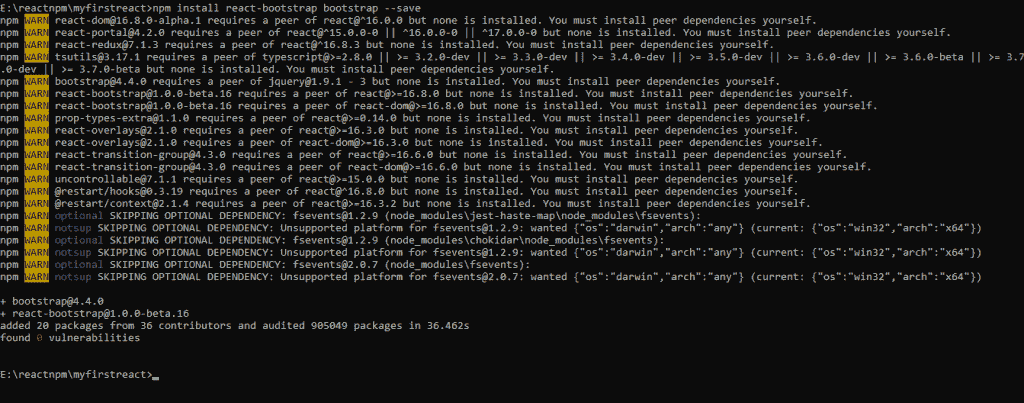 E:\reactnpm\myfirstreact>npm install react-bootstrap bootstrap --save
npm WARN react-dom@16.8.0-alpha.1 requires a peer of react@^16.0.0 but none is installed. You must install peer dependencies yourself.
npm WARN react-portal@4.2.0 requires a peer of react@^15.0.0-0 || ^16.0.0-0 || ^17.0.0-0 but none is installed. You must install peer dependencies yourself.
npm WARN react-redux@7.1.3 requires a peer of react@^16.8.3 but none is installed. You must install peer dependencies yourself.
npm WARN tsutils@3.17.1 requires a peer of typescript@>=2.8.0 || >= 3.2.0-dev || >= 3.3.0-dev || >= 3.4.0-dev || >= 3.5.0-dev || >= 3.6.0-dev || >= 3.6.0-beta || >= 3.7
.0-dev || >= 3.7.0-beta but none is installed. You must install peer dependencies yourself.
npm WARN bootstrap@4.4.0 requires a peer of jquery@1.9.1 - 3 but none is installed. You must install peer dependencies yourself.
npm WARN react-bootstrap@1.0.0-beta.16 requires a peer of react@>=16.8.0 but none is installed. You must install peer dependencies yourself.
npm WARN react-bootstrap@1.0.0-beta.16 requires a peer of react-dom@>=16.8.0 but none is installed. You must install peer dependencies yourself.
npm WARN prop-types-extra@1.1.0 requires a peer of react@>=0.14.0 but none is installed. You must install peer dependencies yourself.
npm WARN react-overlays@2.1.0 requires a peer of react@>=16.3.0 but none is installed. You must install peer dependencies yourself.
npm WARN react-overlays@2.1.0 requires a peer of react-dom@>=16.3.0 but none is installed. You must install peer dependencies yourself.
npm WARN react-transition-group@4.3.0 requires a peer of react@>=16.6.0 but none is installed. You must install peer dependencies yourself.
npm WARN react-transition-group@4.3.0 requires a peer of react-dom@>=16.6.0 but none is installed. You must install peer dependencies yourself.
npm WARN uncontrollable@7.1.1 requires a peer of react@>=15.0.0 but none is installed. You must install peer dependencies yourself.
npm WARN @restart/hooks@0.3.19 requires a peer of react@^16.8.0 but none is installed. You must install peer dependencies yourself.
npm WARN @restart/context@2.1.4 requires a peer of react@>=16.3.2 but none is installed. You must install peer dependencies yourself.
npm WARN optional SKIPPING OPTIONAL DEPENDENCY: fsevents@1.2.9 (node_modules\jest-haste-map\node_modules\fsevents):
npm WARN notsup SKIPPING OPTIONAL DEPENDENCY: Unsupported platform for fsevents@1.2.9: wanted {"os":"darwin","arch":"any"} (current: {"os":"win32","arch":"x64"})
npm WARN optional SKIPPING OPTIONAL DEPENDENCY: fsevents@1.2.9 (node_modules\chokidar\node_modules\fsevents):
npm WARN notsup SKIPPING OPTIONAL DEPENDENCY: Unsupported platform for fsevents@1.2.9: wanted {"os":"darwin","arch":"any"} (current: {"os":"win32","arch":"x64"})
npm WARN optional SKIPPING OPTIONAL DEPENDENCY: fsevents@2.0.7 (node_modules\fsevents):
npm WARN notsup SKIPPING OPTIONAL DEPENDENCY: Unsupported platform for fsevents@2.0.7: wanted {"os":"darwin","arch":"any"} (current: {"os":"win32","arch":"x64"})
+ bootstrap@4.4.0
+ react-bootstrap@1.0.0-beta.16
added 20 packages from 36 contributors and audited 905049 packages in 36.462s
found 0 vulnerabilities
E:\reactnpm\myfirstreact>_